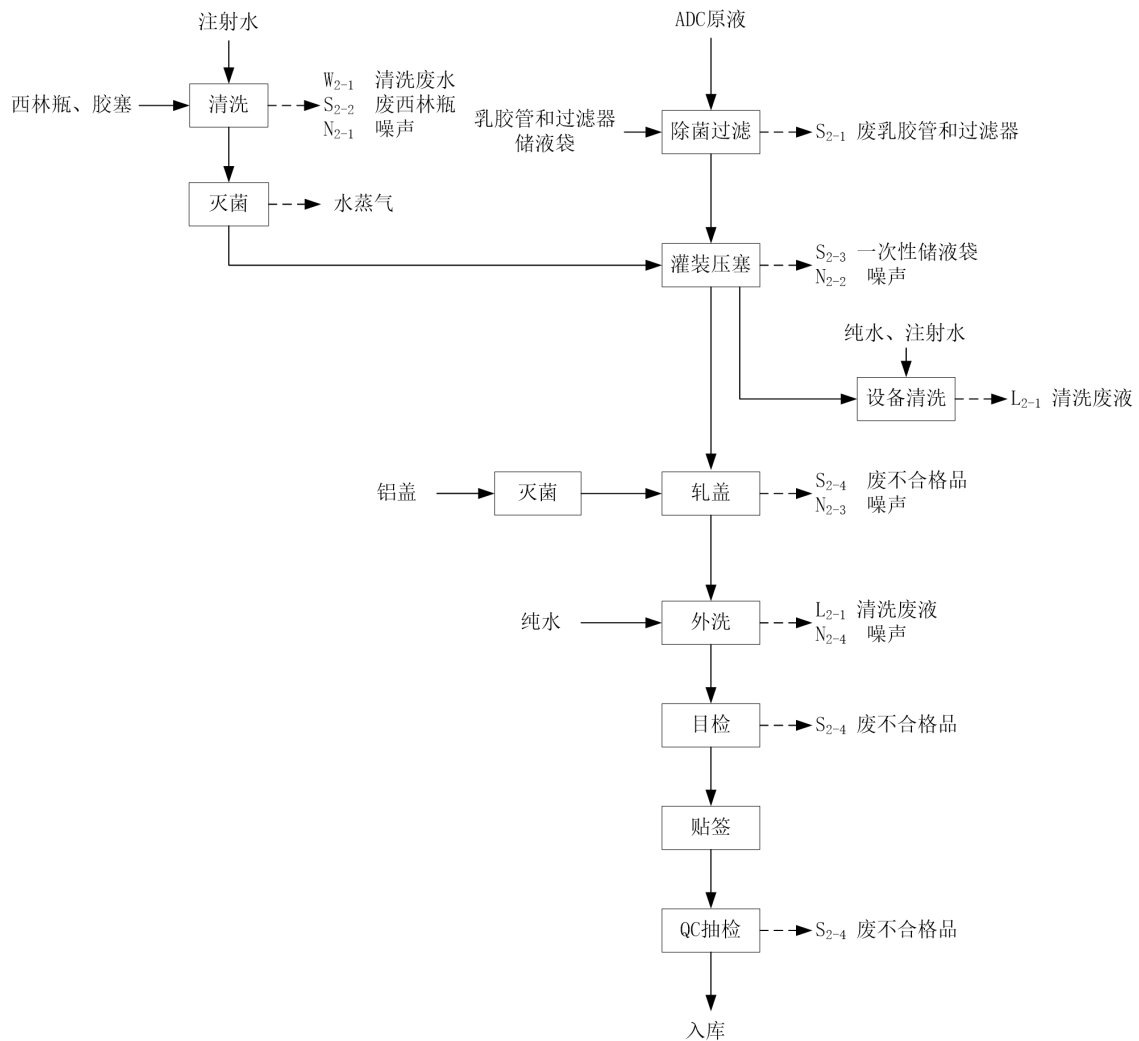 注射水
ADC原液
西林瓶、胶塞
清洗
W2-1 清洗废水
S2-2 废西林瓶
N2-1 噪声
乳胶管和过滤器
储液袋
除菌过滤
S2-1 废乳胶管和过滤器
灭菌
水蒸气
灌装压塞
S2-3 一次性储液袋
N2-2 噪声
纯水、注射水
设备清洗
L2-1 清洗废液
铝盖
灭菌
轧盖
S2-4 废不合格品
N2-3 噪声
纯水
外洗
L2-1 清洗废液
N2-4 噪声
目检
S2-4 废不合格品
贴签
QC抽检
S2-4 废不合格品
入库